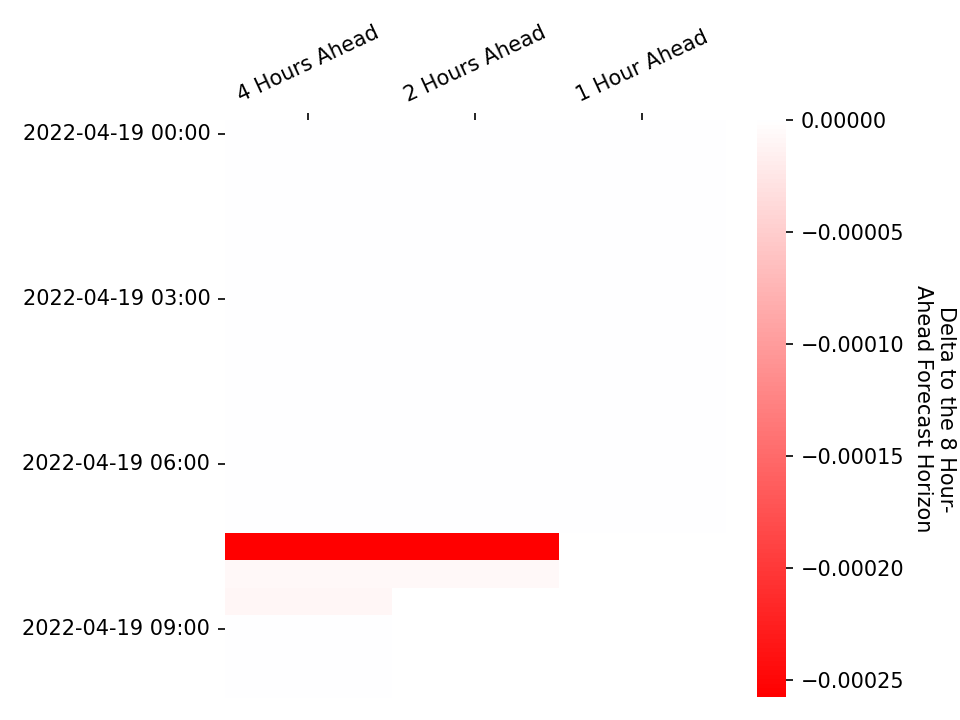 4 Hours Ahead
2 Hours Ahead
1 Hour Ahead
2022-04-19 00:00
2022-04-19 03:00
2022-04-19 06:00
2022-04-19 09:00
0.00000
−0.00005
−0.00010
−0.00015
−0.00020
−0.00025
Delta to the 8 Hour-
Ahead Forecast Horizon